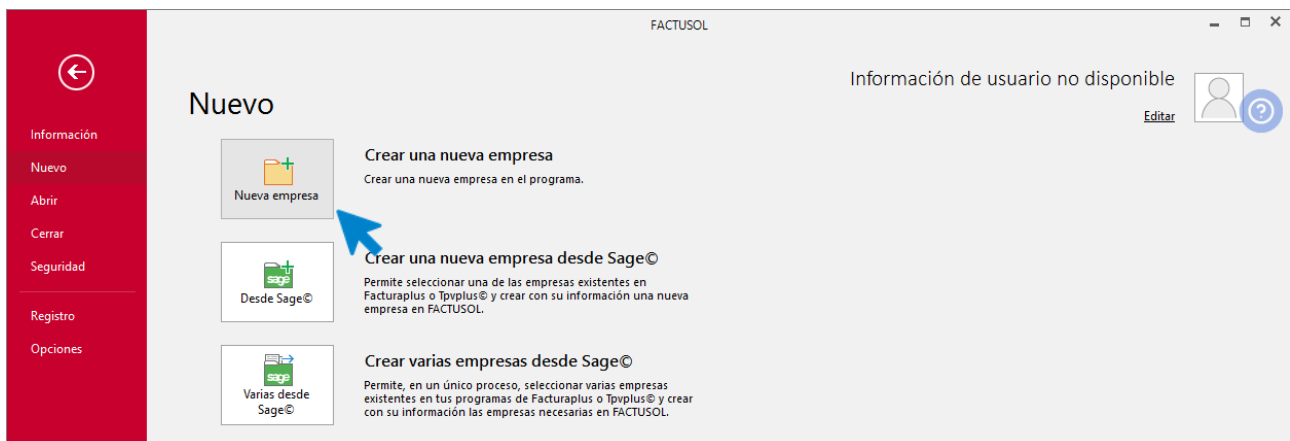 FACTUSOL
Información de usuario no disponible
Editar
Información
Nuevo
Abrir
Cerrar
Seguridad
Registro
Opciones
Nuevo
Nueva empresa
Crear una nueva empresa
Crear una nueva empresa en el programa.
sage
Desde Sage©
Crear una nueva empresa desde Sage©
Permite seleccionar una de las empresas existentes en
Facturaplus o Tpvplus© y crear con su información una nueva
empresa en FACTUSOL.
sage
Varias desde
Sage©
Crear varias empresas desde Sage©
Permite, en un único proceso, seleccionar varias empresas
existentes en tus programas de Facturaplus o Tpvplus© y crear
con su información las empresas necesarias en FACTUSOL.